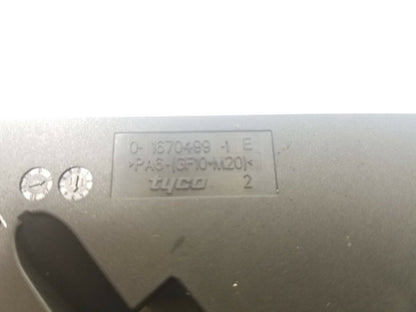 0- 1670499 -1 E
>PA6-(GF10+M20)<
tyco 2